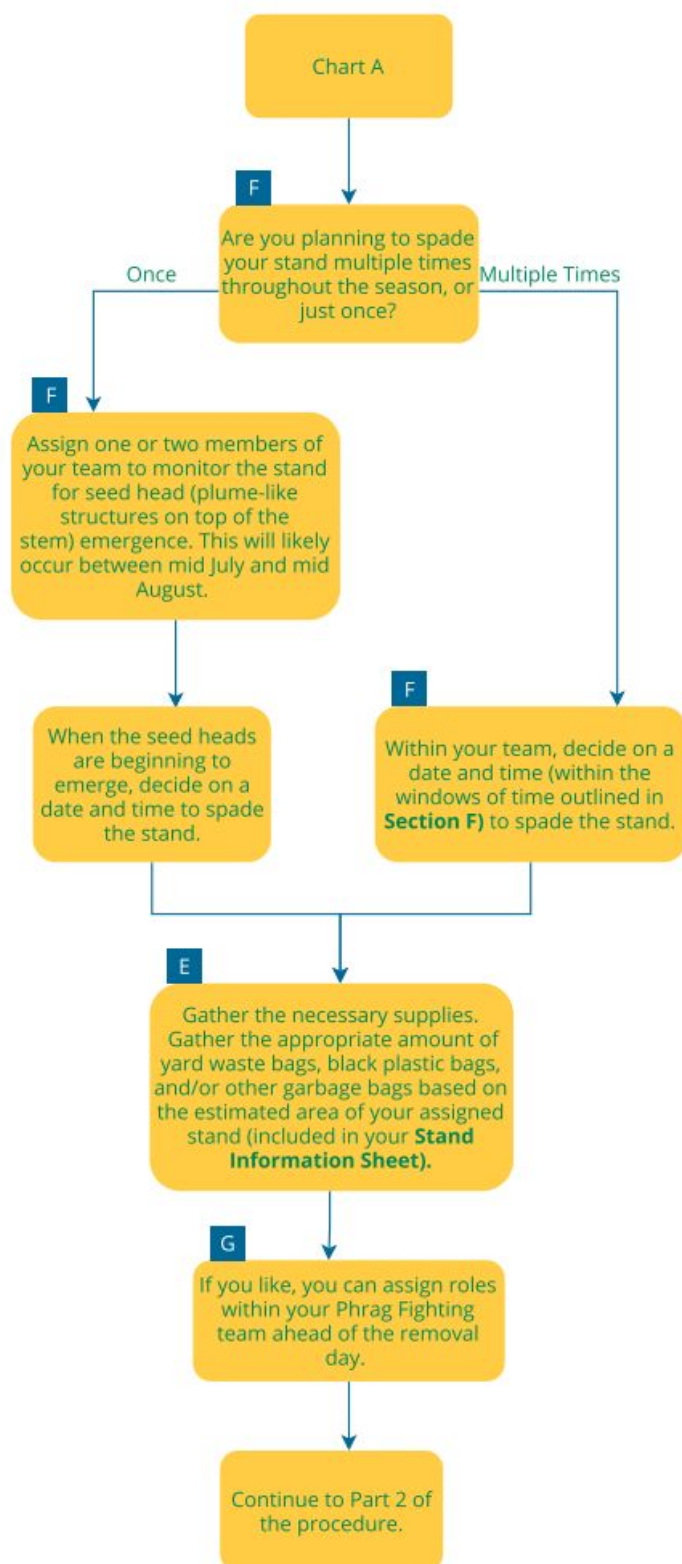 Chart A
F
Are you planning to spade
your stand multiple times
throughout the season, or
just once?
Once
Multiple Times
F
Assign one or two members of
your team to monitor the stand
for seed head (plume-like
structures on top of the
stem) emergence. This will likely
occur between mid July and mid
August.
When the seed heads
are beginning to
emerge, decide on a
date and time to spade
the stand.
F
Within your team, decide on a
date and time (within the
windows of time outlined in
Section F) to spade the stand.
E
Gather the necessary supplies.
Gather the appropriate amount of
yard waste bags, black plastic bags,
and/or other garbage bags based on
the estimated area of your assigned
stand (included in your Stand
Information Sheet).
G
If you like, you can assign roles
within your Phrag Fighting
team ahead of the removal
day.
Continue to Part 2 of
the procedure.